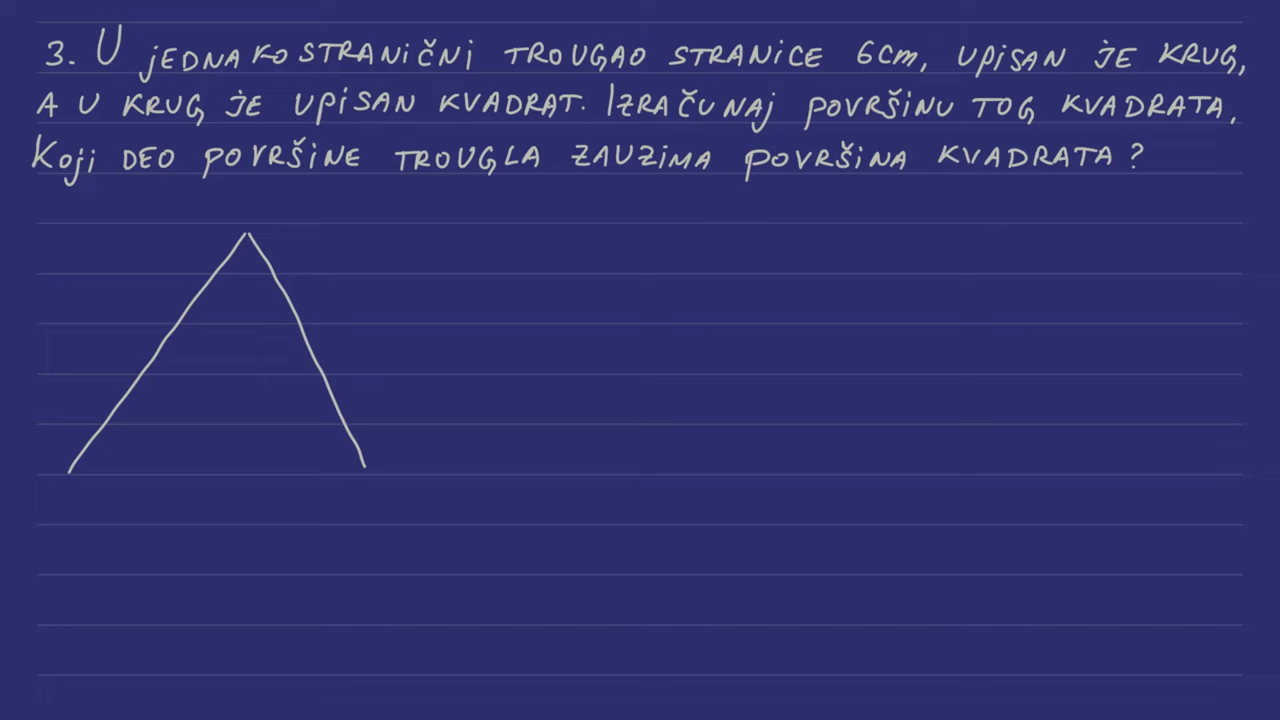 3. U JEDNAKOSTRANIČNI TROUGAO STRANICE 6cm, UPISAN JE KRUG,
A U KRUG JE UPISAN KVADRAT. IZRAČUNAJ POVRŠINU TOG KVADRATA.
KOJI DEO POVRŠINE TROUGLA ZAUZIMA POVRŠINA KVADRATA?